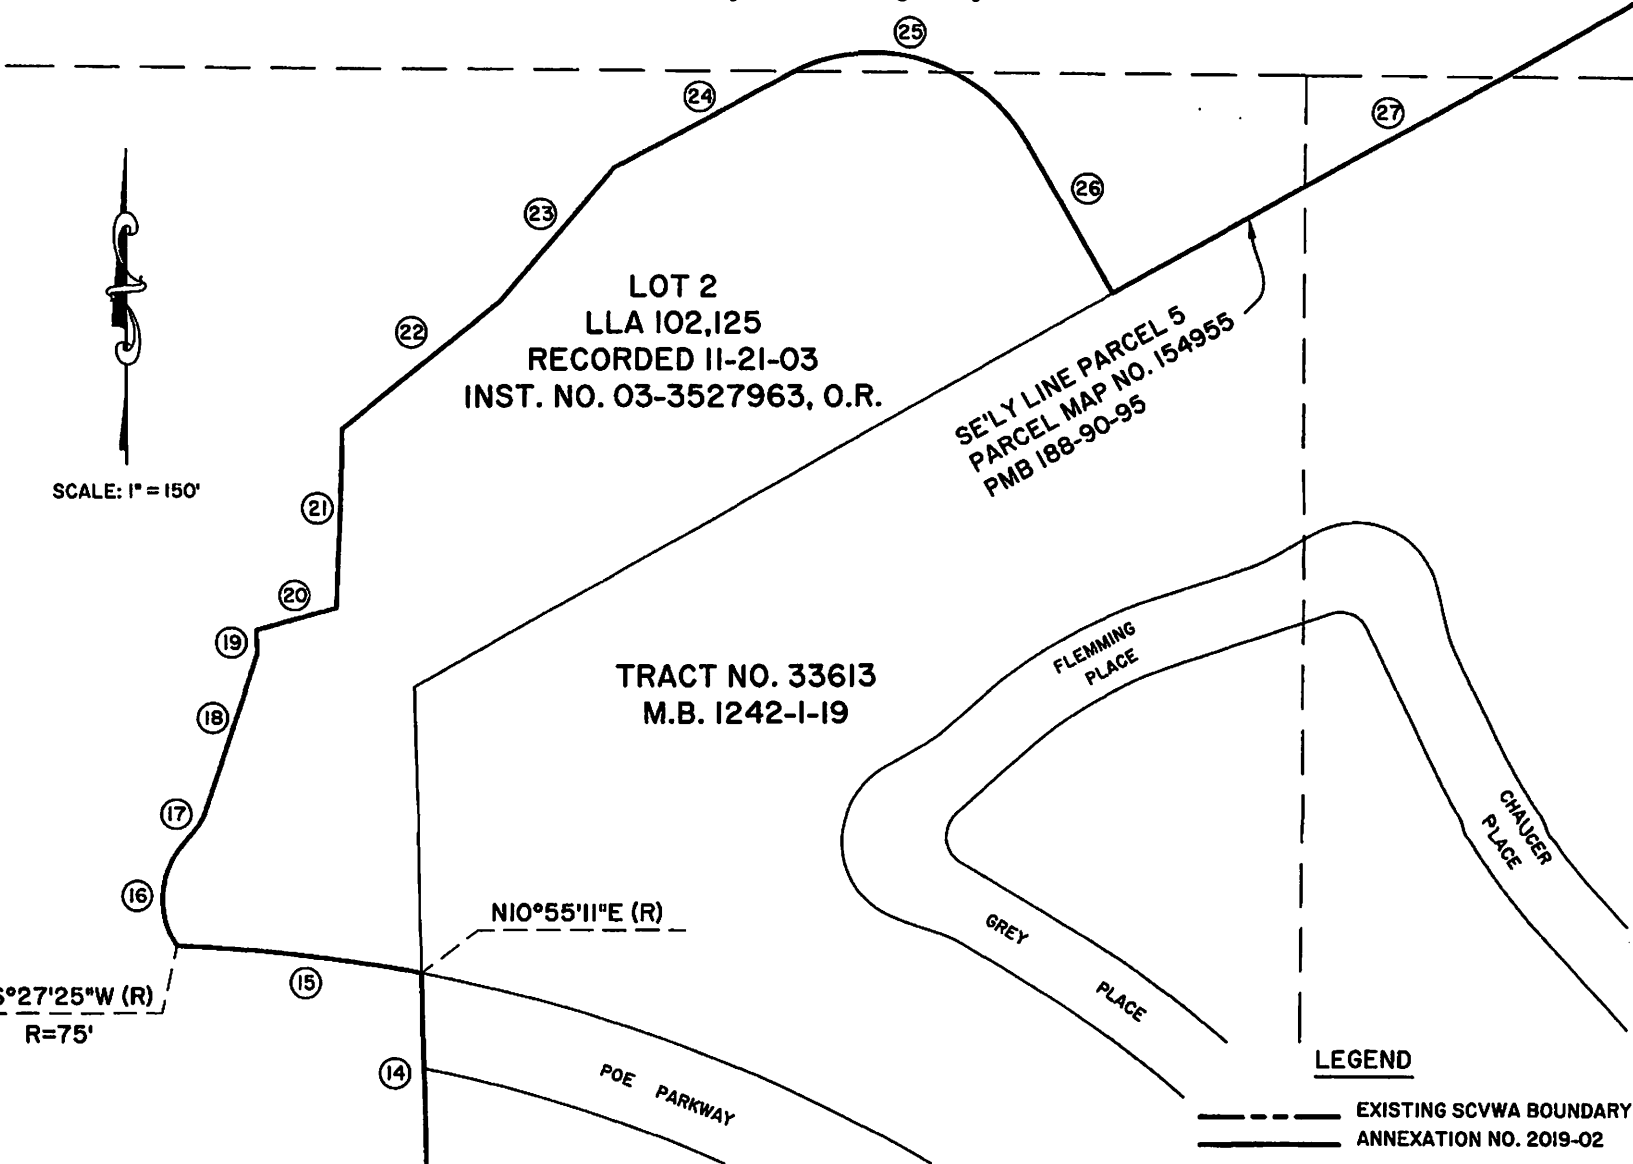 25
24
27
26
23
LOT 2
LLA 102,125
RECORDED 11-21-03
INST. NO. 03-3527963, O.R.
22
SE'LY LINE PARCEL 5
PARCEL MAP NO. 154955
PMB 188-90-95
SCALE: 1" = 150'
21
20
19
FLEMMING
PLACE
TRACT NO. 33613
M.B. 1242-1-19
18
17
CHAUCER
PLACE
16
N10°55'11"E (R)
GREY
PLACE
15
°27'25"W (R)
R=75'
14
POE PARKWAY
LEGEND
EXISTING SCVWA BOUNDARY
ANNEXATION NO. 2019-02